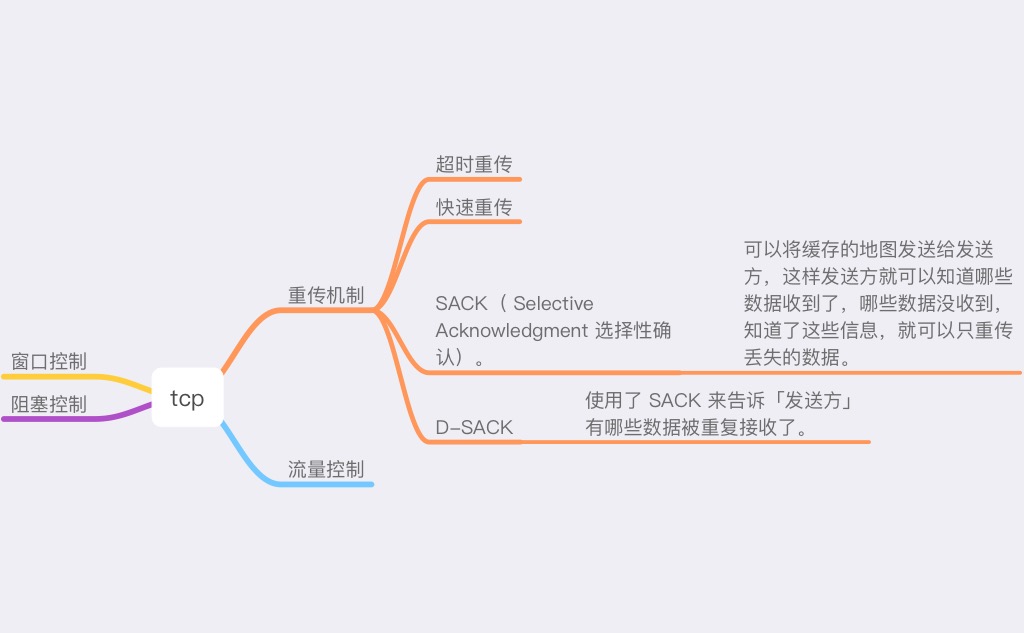 超时重传
快速重传
重传机制
SACK（ Selective
Acknowledgment 选择性确
认）。
可以将缓存的地图发送给发送
方，这样发送方就可以知道哪些
数据收到了，哪些数据没收到，
知道了这些信息，就可以只重传
丢失的数据。
D-SACK
使用了 SACK 来告诉「发送方」
有哪些数据被重复接收了。
窗口控制
阻塞控制
tcp
流量控制